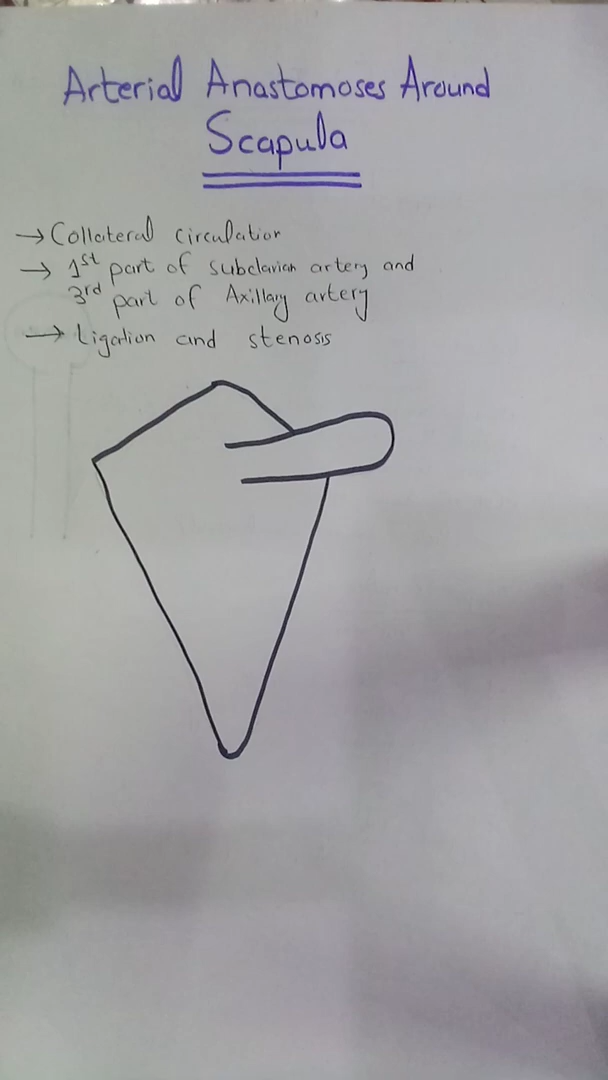 Arterial Anastomoses Around
Scapula
→ Collateral circulation
→ 1st part of subclavian artery and
3rd part of Axillary artery
→ Ligation and stenosis